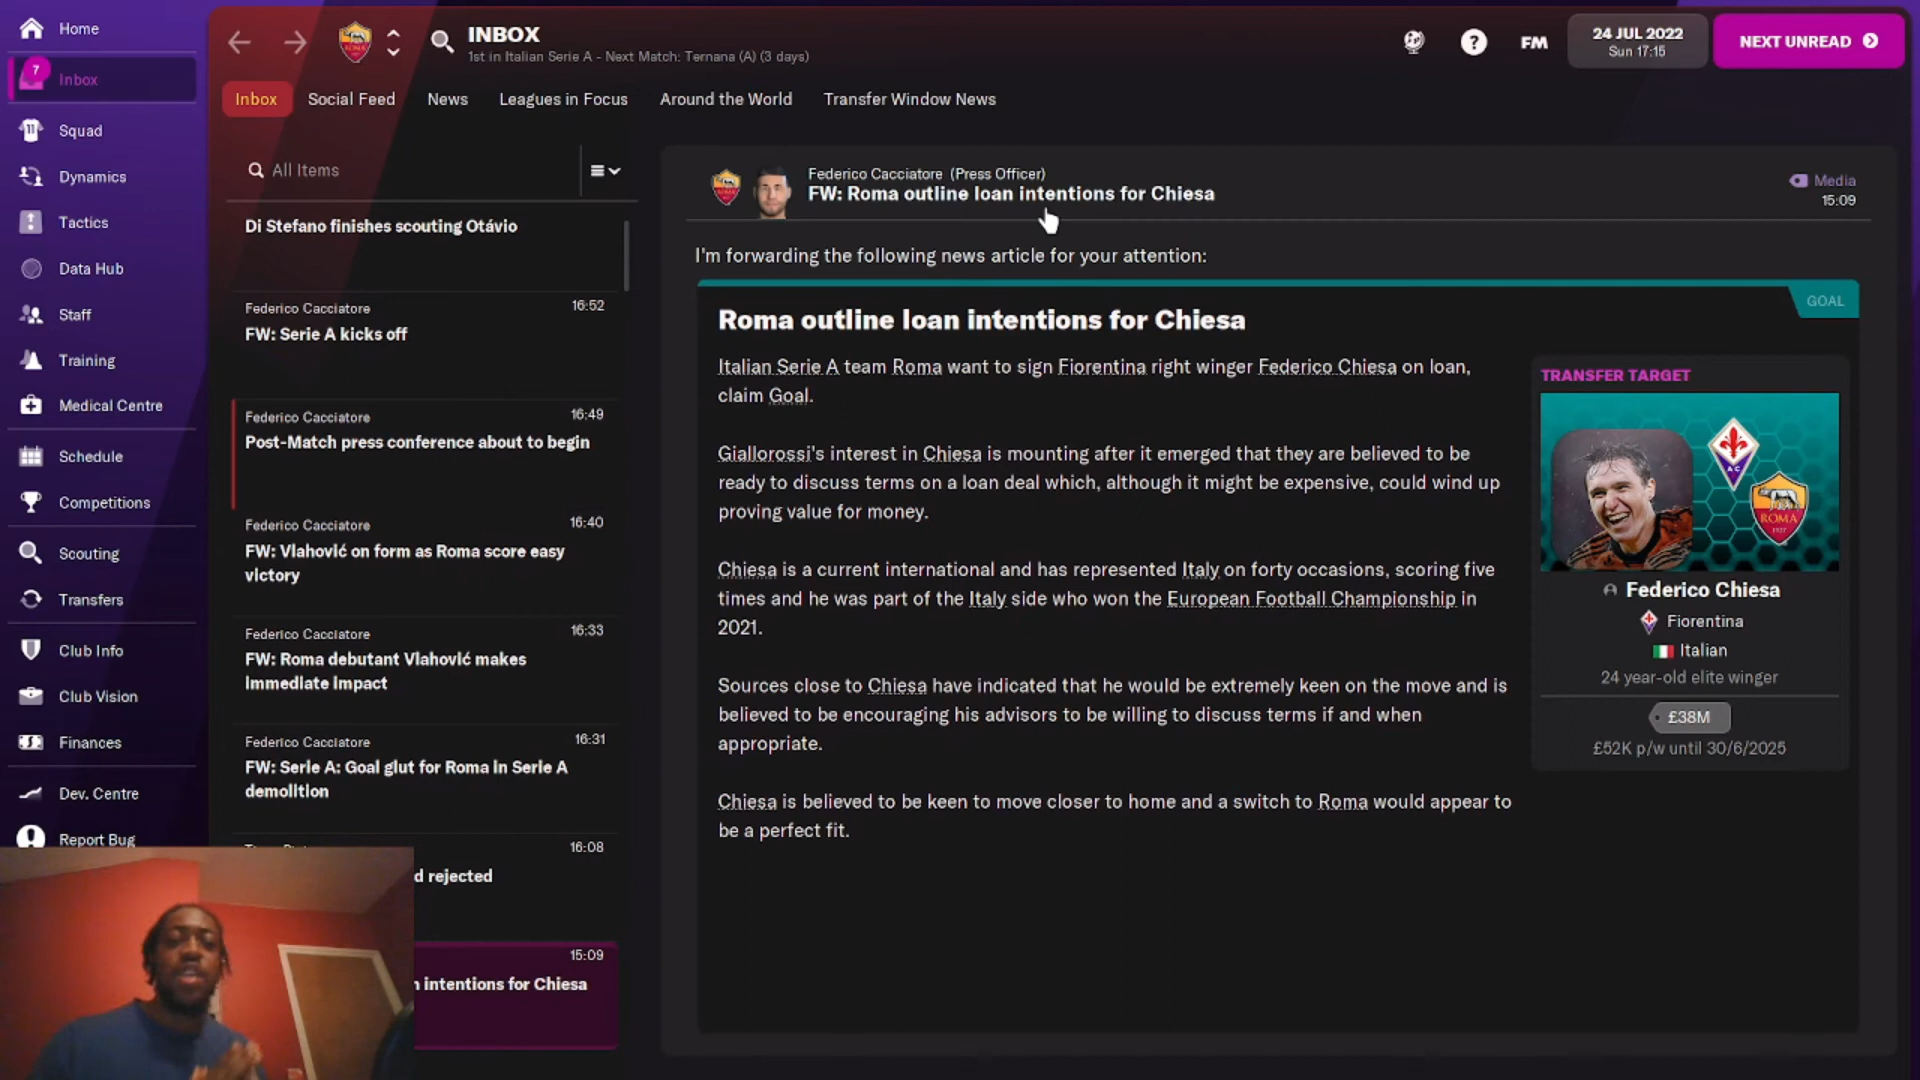 Home
7
Inbox
Squad
Dynamics
Tactics
Data Hub
Staff
Training
Medical Centre
Schedule
Competitions
Scouting
Transfers
Club Info
Club Vision
Finances
Dev. Centre
Report Bug
INBOX
1st in Italian Serie A - Next Match: Ternana (A) (3 days)
FM
24 JUL 2022
Sun 17:15
NEXT UNREAD
Inbox
Social Feed
News
Leagues in Focus
Around the World
Transfer Window News
All Items
Di Stefano finishes scouting Otávio
Federico Cacciatore 16:52
FW: Serie A kicks off
Federico Cacciatore 16:49
Post-Match press conference about to begin
Federico Cacciatore 16:40
FW: Vlahović on form as Roma score easy
victory
Federico Cacciatore 16:33
FW: Roma debutant Vlahović makes
immediate impact
Federico Cacciatore 16:31
FW: Serie A: Goal glut for Roma in Serie A
demolition
16:08
d rejected
15:09
intentions for Chiesa
Federico Cacciatore (Press Officer)
FW: Roma outline loan intentions for Chiesa
Media
15:09
I'm forwarding the following news article for your attention:
GOAL
Roma outline loan intentions for Chiesa
Italian Serie A team Roma want to sign Fiorentina right winger Federico Chiesa on loan,
claim Goal.
Giallorossi's interest in Chiesa is mounting after it emerged that they are believed to be
ready to discuss terms on a loan deal which, although it might be expensive, could wind up
proving value for money.
Chiesa is a current international and has represented Italy on forty occasions, scoring five
times and he was part of the Italy side who won the European Football Championship in
2021.
Sources close to Chiesa have indicated that he would be extremely keen on the move and is
believed to be encouraging his advisors to be willing to discuss terms if and when
appropriate.
Chiesa is believed to be keen to move closer to home and a switch to Roma would appear to
be a perfect fit.
TRANSFER TARGET
ROMA
Federico Chiesa
Fiorentina
Italian
24 year-old elite winger
£38M
£52K p/w until 30/6/2025